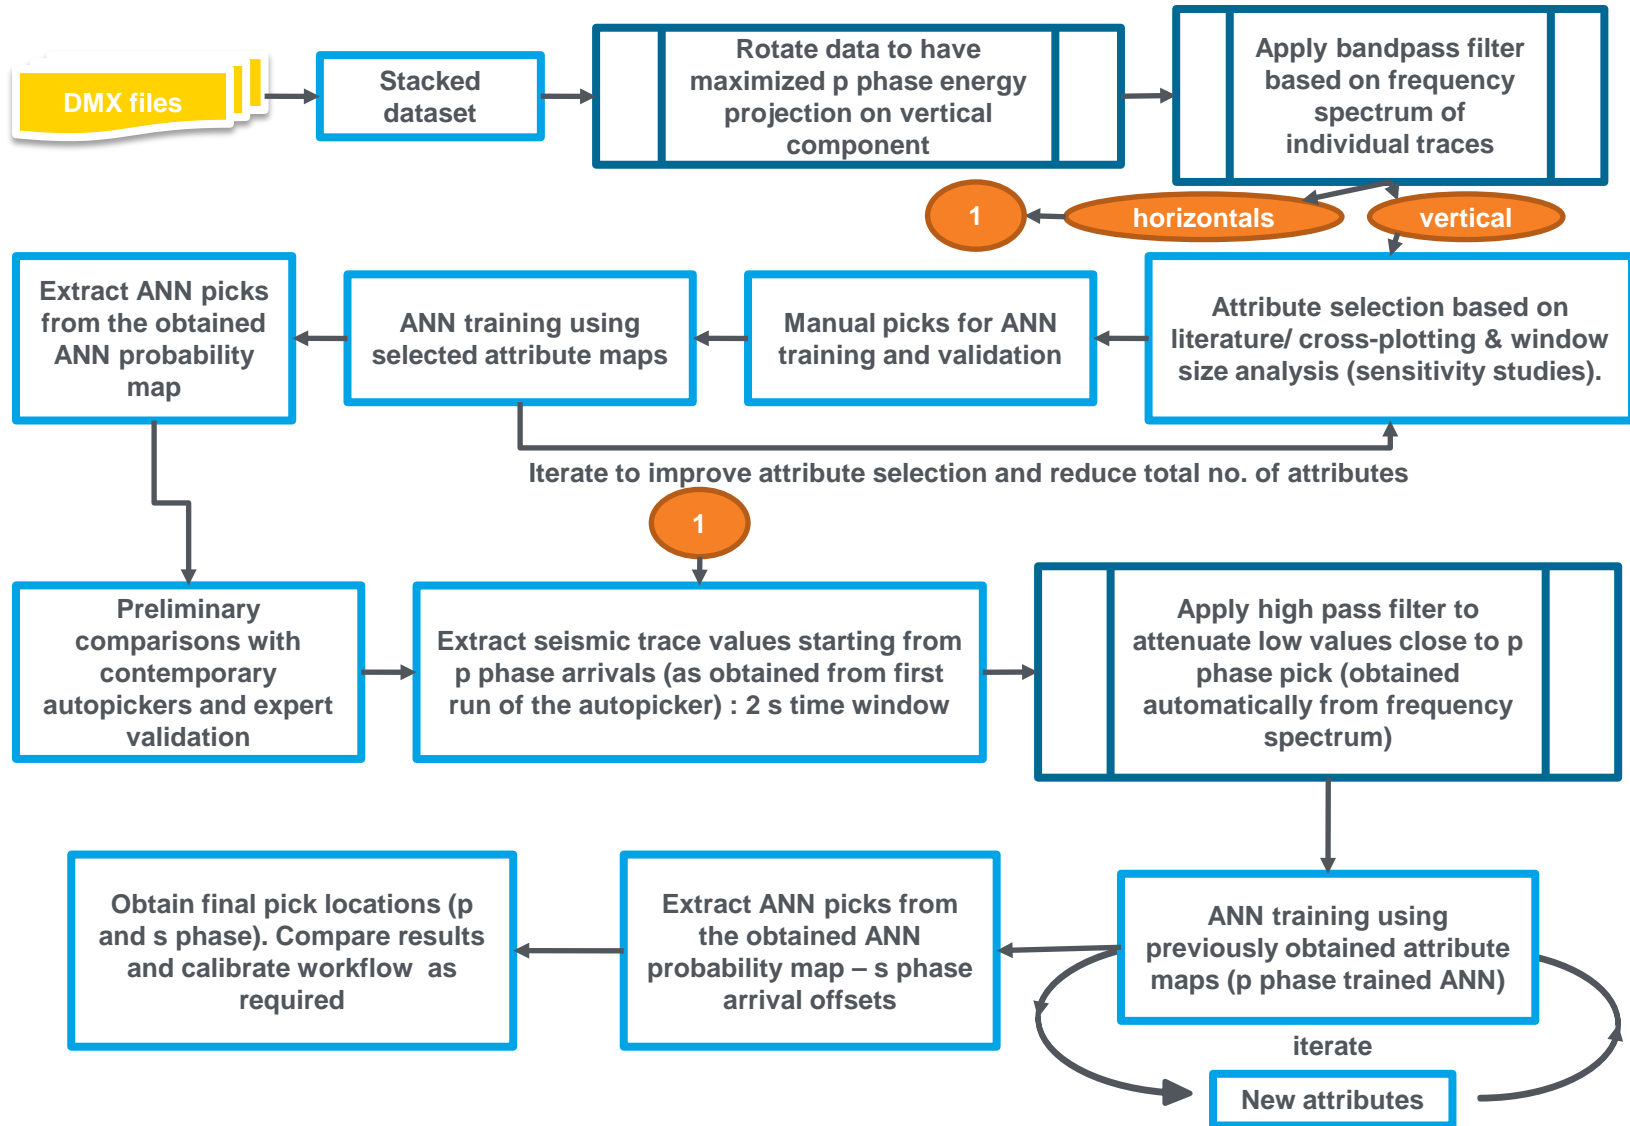 DMX files
Stacked
dataset
Rotate data to have
maximized p phase energy
projection on vertical
component
Apply bandpass filter
based on frequency
spectrum of
individual traces
1
horizontals
vertical
Extract ANN picks
from the obtained
ANN probability
map
ANN training using
selected attribute maps
Manual picks for ANN
training and validation
Attribute selection based on
literature/ cross-plotting & window
size analysis (sensitivity studies).
Iterate to improve attribute selection and reduce total no. of attributes
1
Preliminary
comparisons with
contemporary
autopickers and expert
validation
Extract seismic trace values starting from
p phase arrivals (as obtained from first
run of the autopicker) : 2 s time window
Apply high pass filter to
attenuate low values close to p
phase pick (obtained
automatically from frequency
spectrum)
Obtain final pick locations (p
and s phase). Compare results
and calibrate workflow as
required
Extract ANN picks from
the obtained ANN
probability map – s phase
arrival offsets
ANN training using
previously obtained attribute
maps (p phase trained ANN)
iterate
New attributes